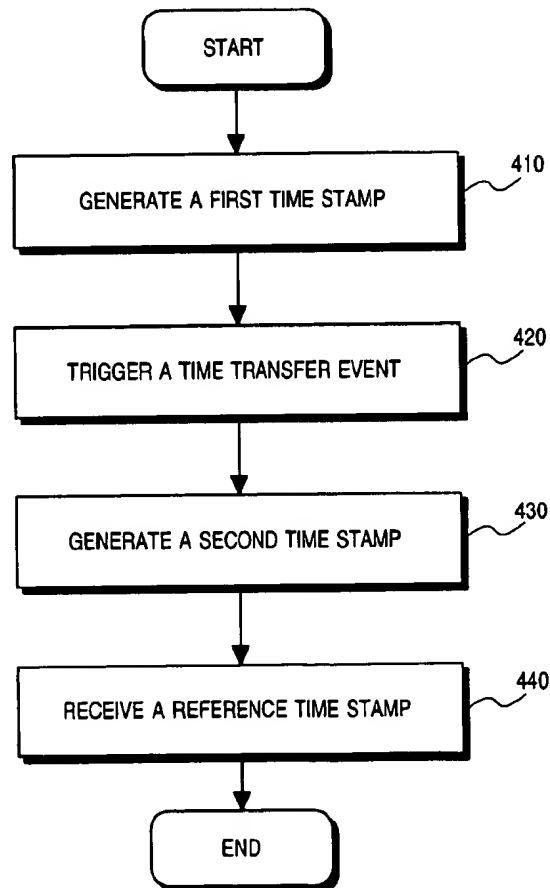 START
GENERATE A FIRST TIME STAMP
410
TRIGGER A TIME TRANSFER EVENT
420
GENERATE A SECOND TIME STAMP
430
RECEIVE A REFERENCE TIME STAMP
440
END